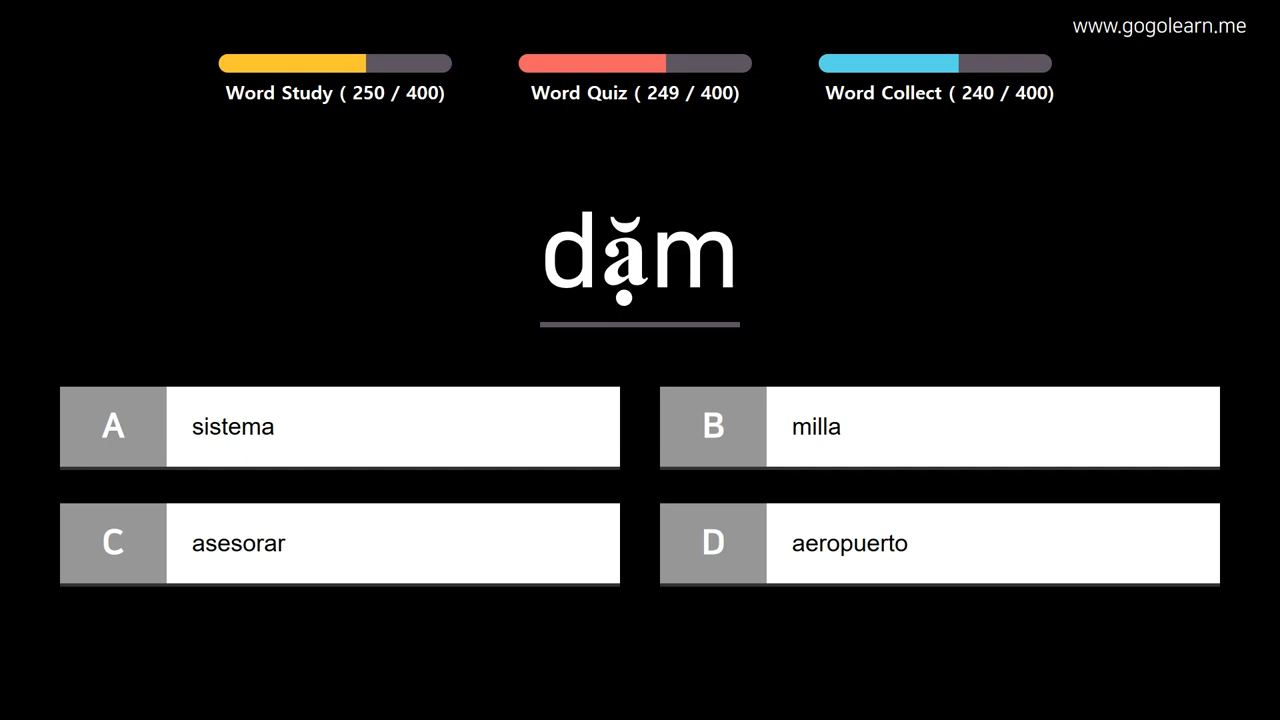 www.gogolearn.me
Word Study ( 250 / 400)
Word Quiz ( 249 / 400)
Word Collect ( 240 / 400)
dặm
A sistema
B milla
C asesorar
D aeropuerto